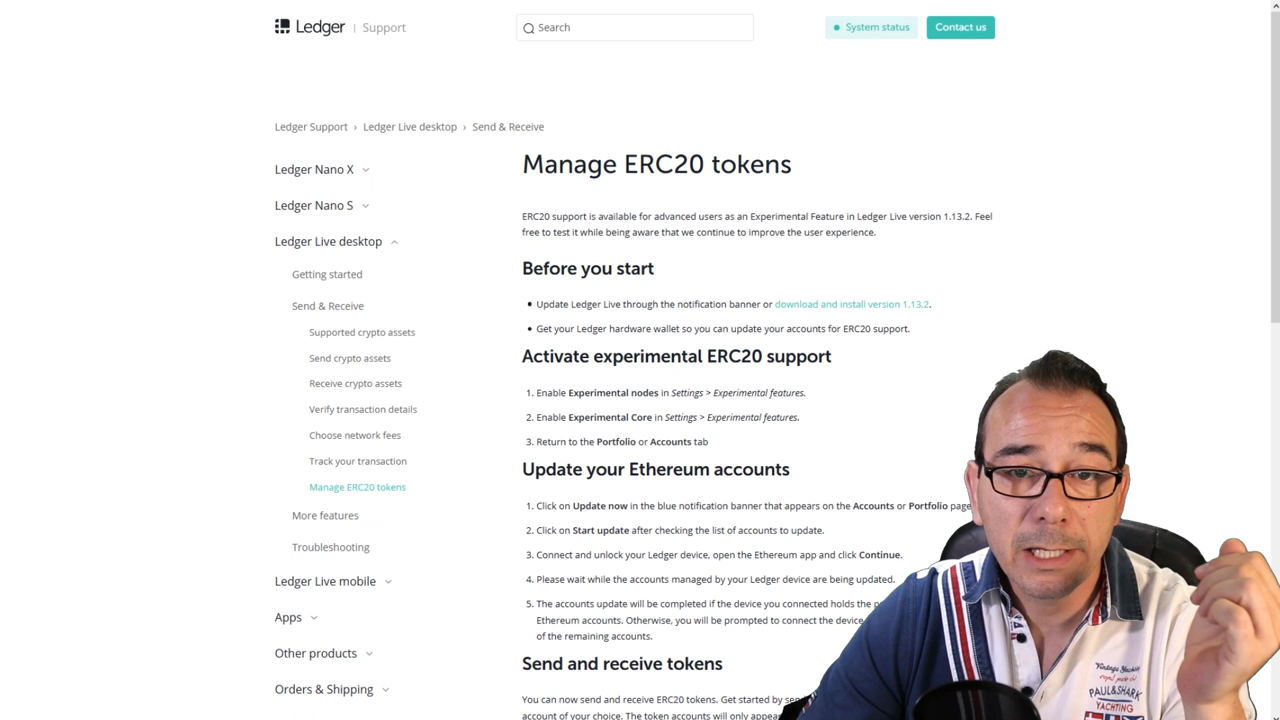 Ledger | Support
Search
System status
Contact us
Ledger Support › Ledger Live desktop › Send & Receive
Ledger Nano X
Ledger Nano S
Ledger Live desktop
Getting started
Send & Receive
Supported crypto assets
Send crypto assets
Receive crypto assets
Verify transaction details
Choose network fees
Track your transaction
Manage ERC20 tokens
More features
Troubleshooting
Ledger Live mobile
Apps
Other products
Orders & Shipping
Manage ERC20 tokens
ERC20 support is available for advanced users as an Experimental Feature in Ledger Live version 1.13.2. Feel
free to test it while being aware that we continue to improve the user experience.
Before you start
• Update Ledger Live through the notification banner or download and install version 1.13.2.
• Get your Ledger hardware wallet so you can update your accounts for ERC20 support.
Activate experimental ERC20 support
1. Enable Experimental nodes in Settings > Experimental features.
2. Enable Experimental Core in Settings > Experimental features.
3. Return to the Portfolio or Accounts tab
Update your Ethereum accounts
1. Click on Update now in the blue notification banner that appears on the Accounts or Portfolio page
2. Click on Start update after checking the list of accounts to update.
3. Connect and unlock your Ledger device, open the Ethereum app and click Continue.
4. Please wait while the accounts managed by your Ledger device are being updated.
5. The accounts update will be completed if the device you connected holds the
Ethereum accounts. Otherwise, you will be prompted to connect the device
of the remaining accounts.
Send and receive tokens
You can now send and receive ERC20 tokens. Get started by
account of your choice. The token accounts will only
Vintage Yacht
royal pade cd
PAUL&SHARK
YACHTING